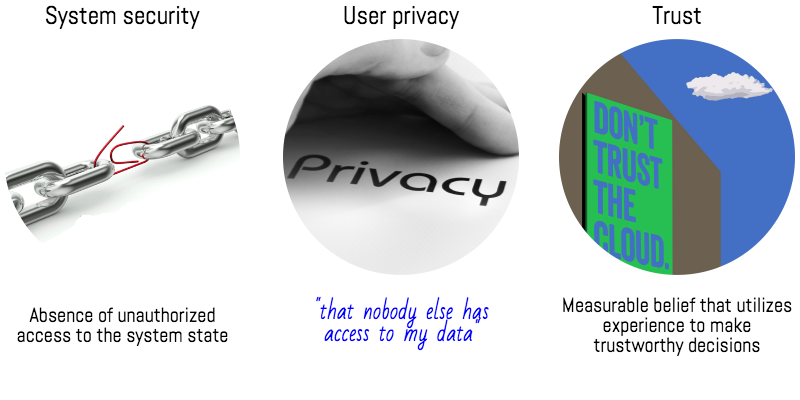 System security
User privacy
Trust
Privacy
DON'T
TRUST
THE
CLOUD.
Absence of unauthorized
access to the system state
"that nobody else has
access to my data"
Measurable belief that utilizes
experience to make
trustworthy decisions